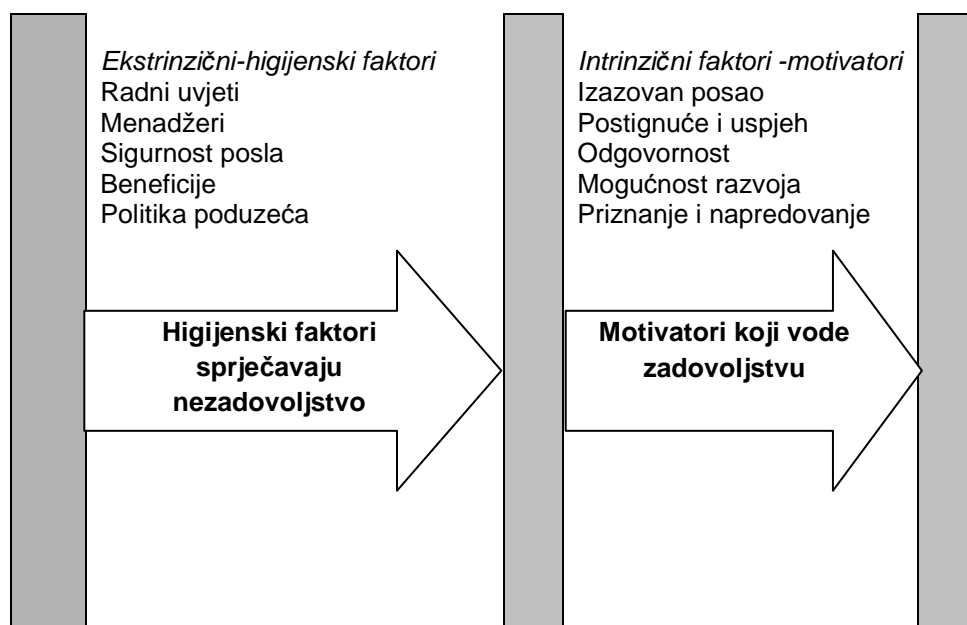 Ekstrinzični-higijenski faktori
Radni uvjeti
Menadžeri
Sigurnost posla
Beneficije
Politika poduzeća
Higijenski faktori
sprječavaju
nezadovoljstvo
Intrinzični faktori -motivatori
Izazovan posao
Postignuće i uspjeh
Odgovornost
Mogućnost razvoja
Priznanje i napredovanje
Motivatori koji vode
zadovoljstvu